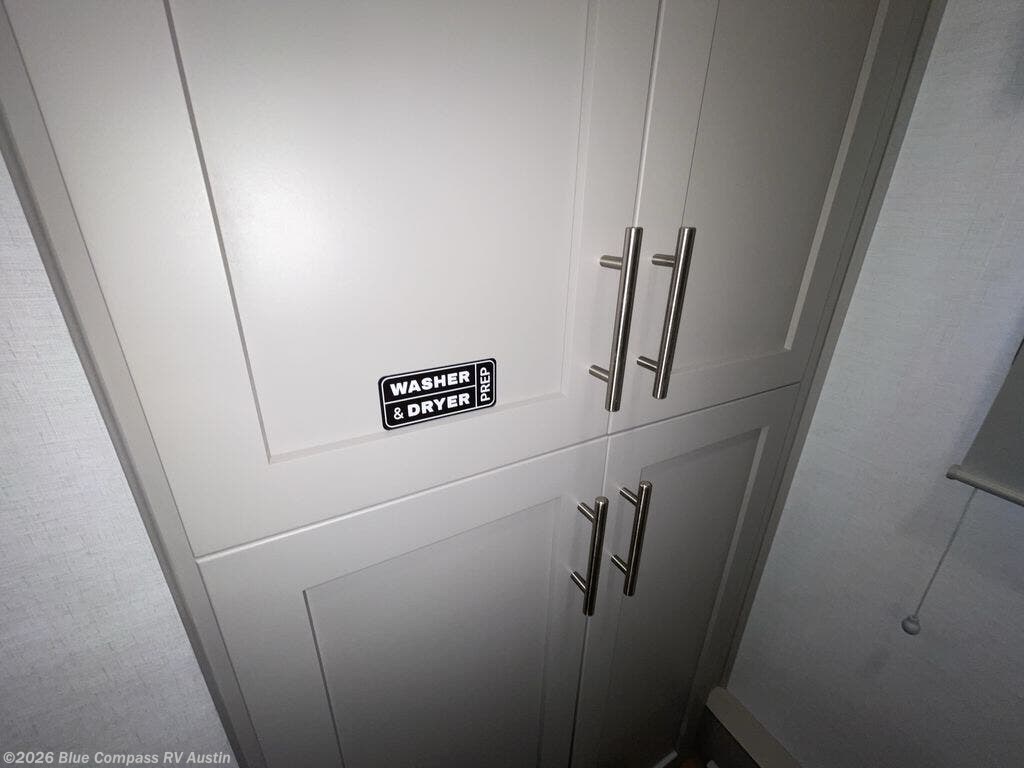 WASHER
& DRYER
PREP
©2026 Blue Compass RV Austin